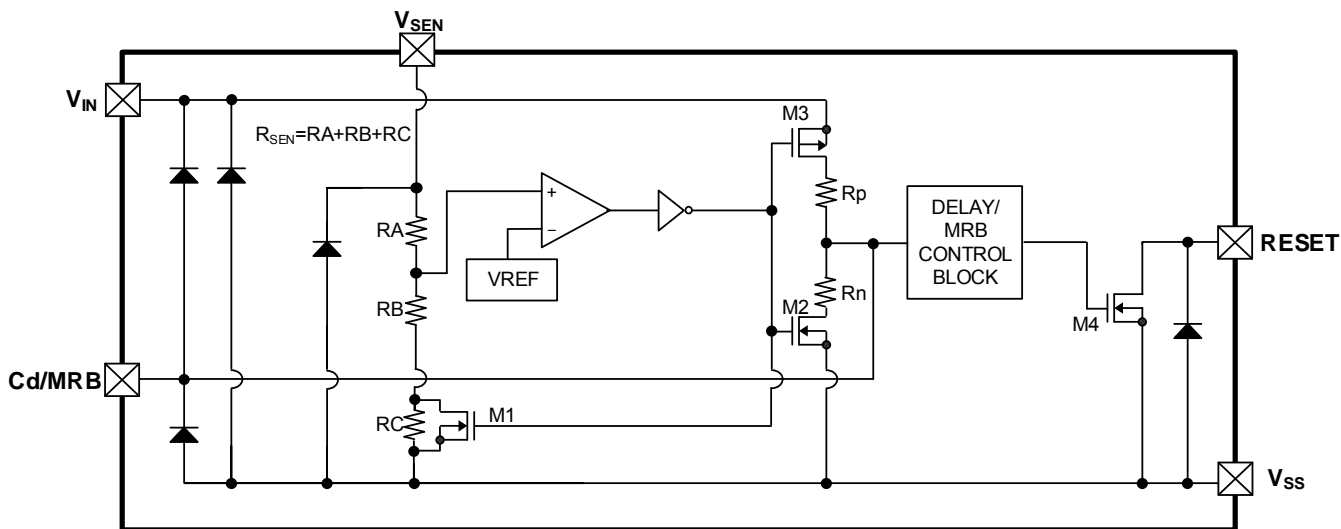 VSEN
VIN
M3
RSEN=RA+RB+RC
Rp
+
−
RA
VREF
DELAY/
MRB
CONTROL
BLOCK
RESET
Rn
RB
M2
M4
Cd/MRB
RC
M1
VSS